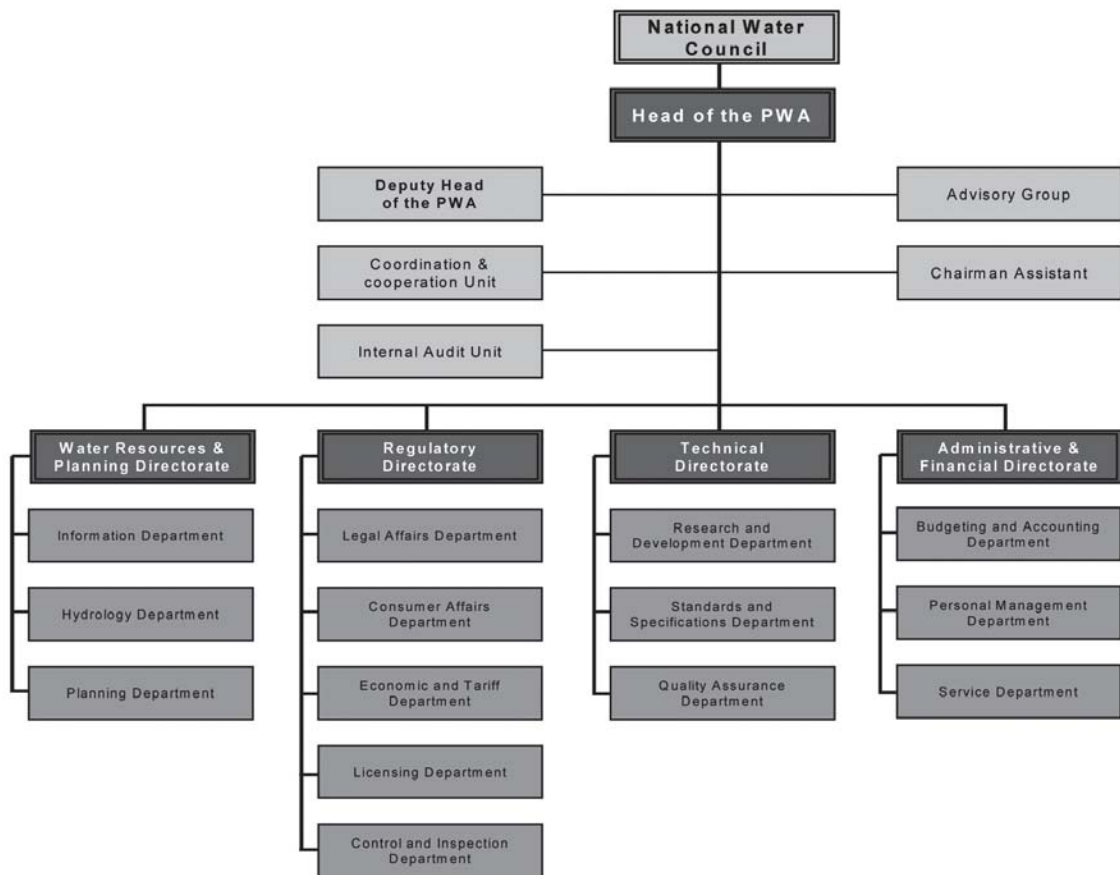 National Water
Council
Head of the PWA
Deputy Head
of the PWA
Advisory Group
Coordination &
cooperation Unit
Chairman Assistant
Internal Audit Unit
Water Resources &
Planning Directorate
Regulatory
Directorate
Technical
Directorate
Administrative &
Financial Directorate
Information Department
Hydrology Department
Planning Department
Legal Affairs Department
Consumer Affairs
Department
Economic and Tariff
Department
Licensing Department
Control and Inspection
Department
Research and
Development Department
Standards and
Specifications Department
Quality Assurance
Department
Budgeting and Accounting
Department
Personal Management
Department
Service Department